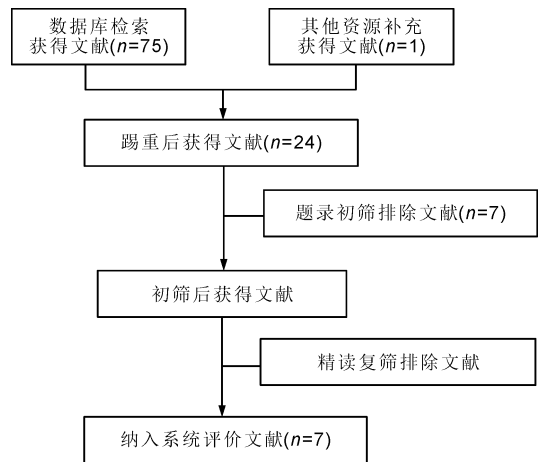 数据库检索
获得文献(n=75)
其他资源补充
获得文献(n=1)
踢重后获得文献(n=24)
题录初筛排除文献(n=7)
初筛后获得文献
精读复筛排除文献
纳入系统评价文献(n=7)